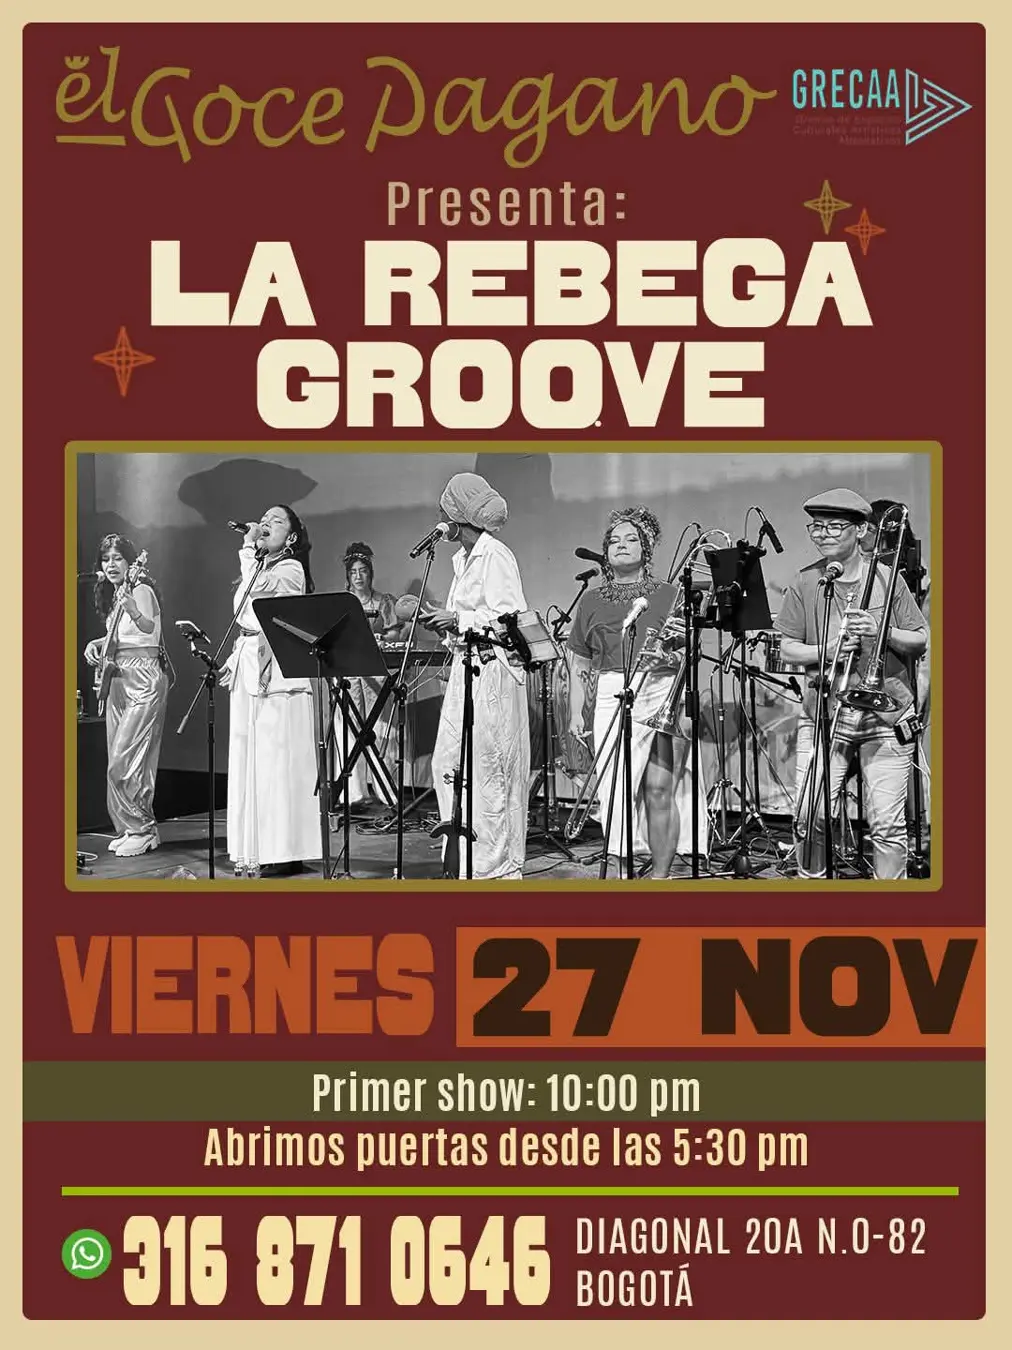 el Goce Pagano
GRECAA
Presenta:
LA REBEGA
GROOVE
VIERNES 27 NOV
Primer show: 10:00 pm
Abrimos puertas desde las 5:30 pm
316 871 0646
DIAGONAL 20A N.0-82
BOGOTÁ